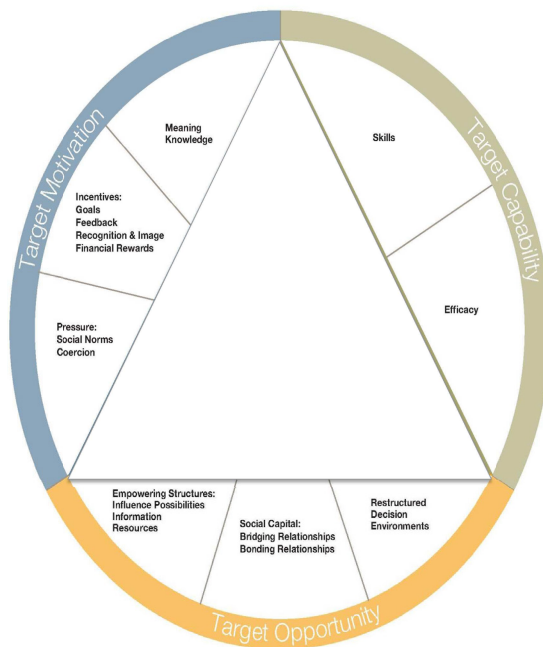 Target Motivation
Meaning
Knowledge
Incentives:
Goals
Feedback
Recognition & Image
Financial Rewards
Pressure:
Social Norms
Coercion
Target Capability
Skills
Efficacy
Empowering Structures:
Influence Possibilities
Information
Resources
Social Capital:
Bridging Relationships
Bonding Relationships
Restructured
Decision
Environments
Target Opportunity